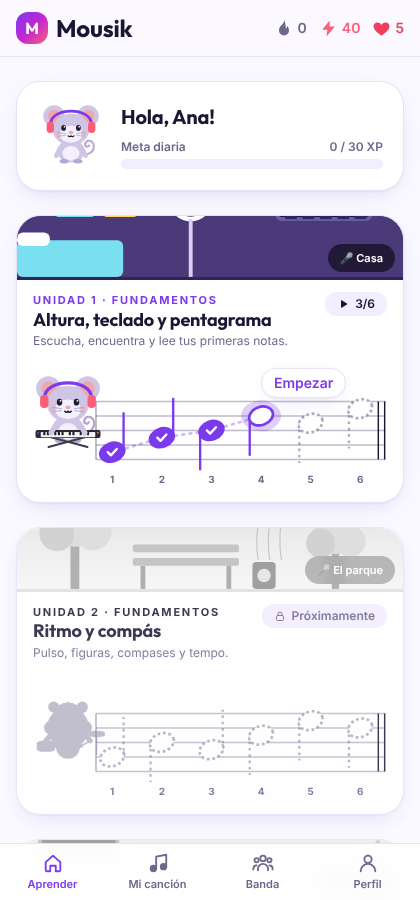 M Mousik 0 40 5
Hola, Ana!
Meta diaria 0 / 30 XP
🎤 Casa
UNIDAD 1 · FUNDAMENTOS 3/6
Altura, teclado y pentagrama
Escucha, encuentra y lee tus primeras notas.
Empezar
1 2 3 4 5 6
🎤 El parque
UNIDAD 2 · FUNDAMENTOS Próximamente
Ritmo y compás
Pulso, figuras, compases y tempo.
1 2 3 4 5 6
Aprender Mi canción Banda Perfil